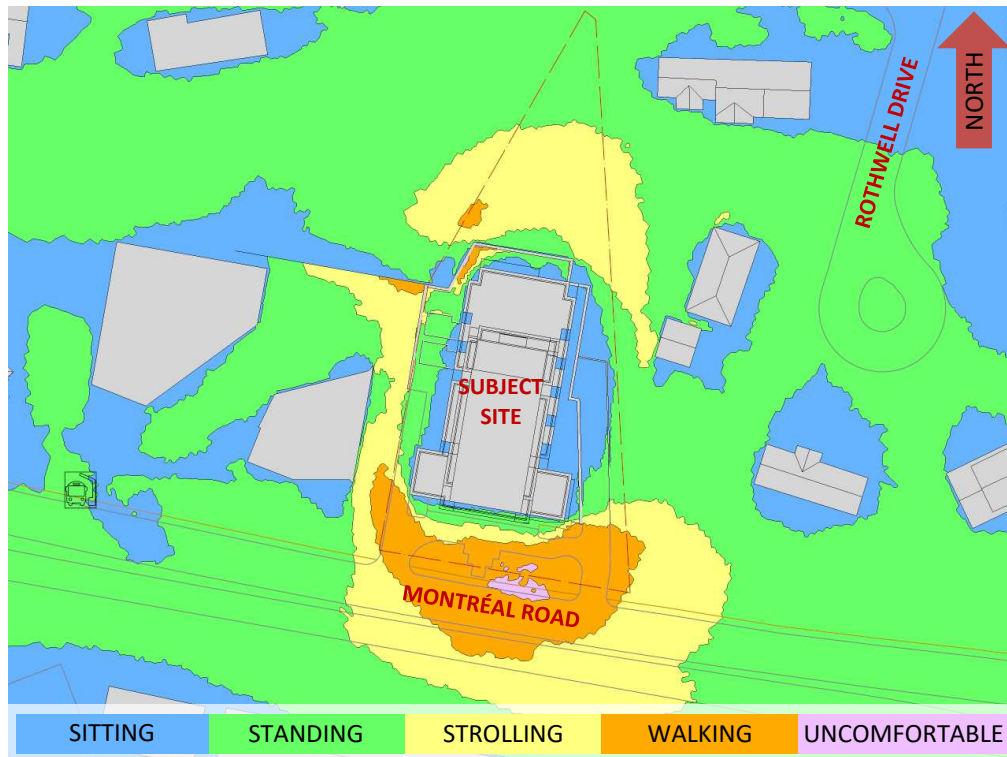 NORTH
ROTHWELL DRIVE
SUBJECT
SITE
MONTRÉAL ROAD
SITTING
STANDING
STROLLING
WALKING
UNCOMFORTABLE